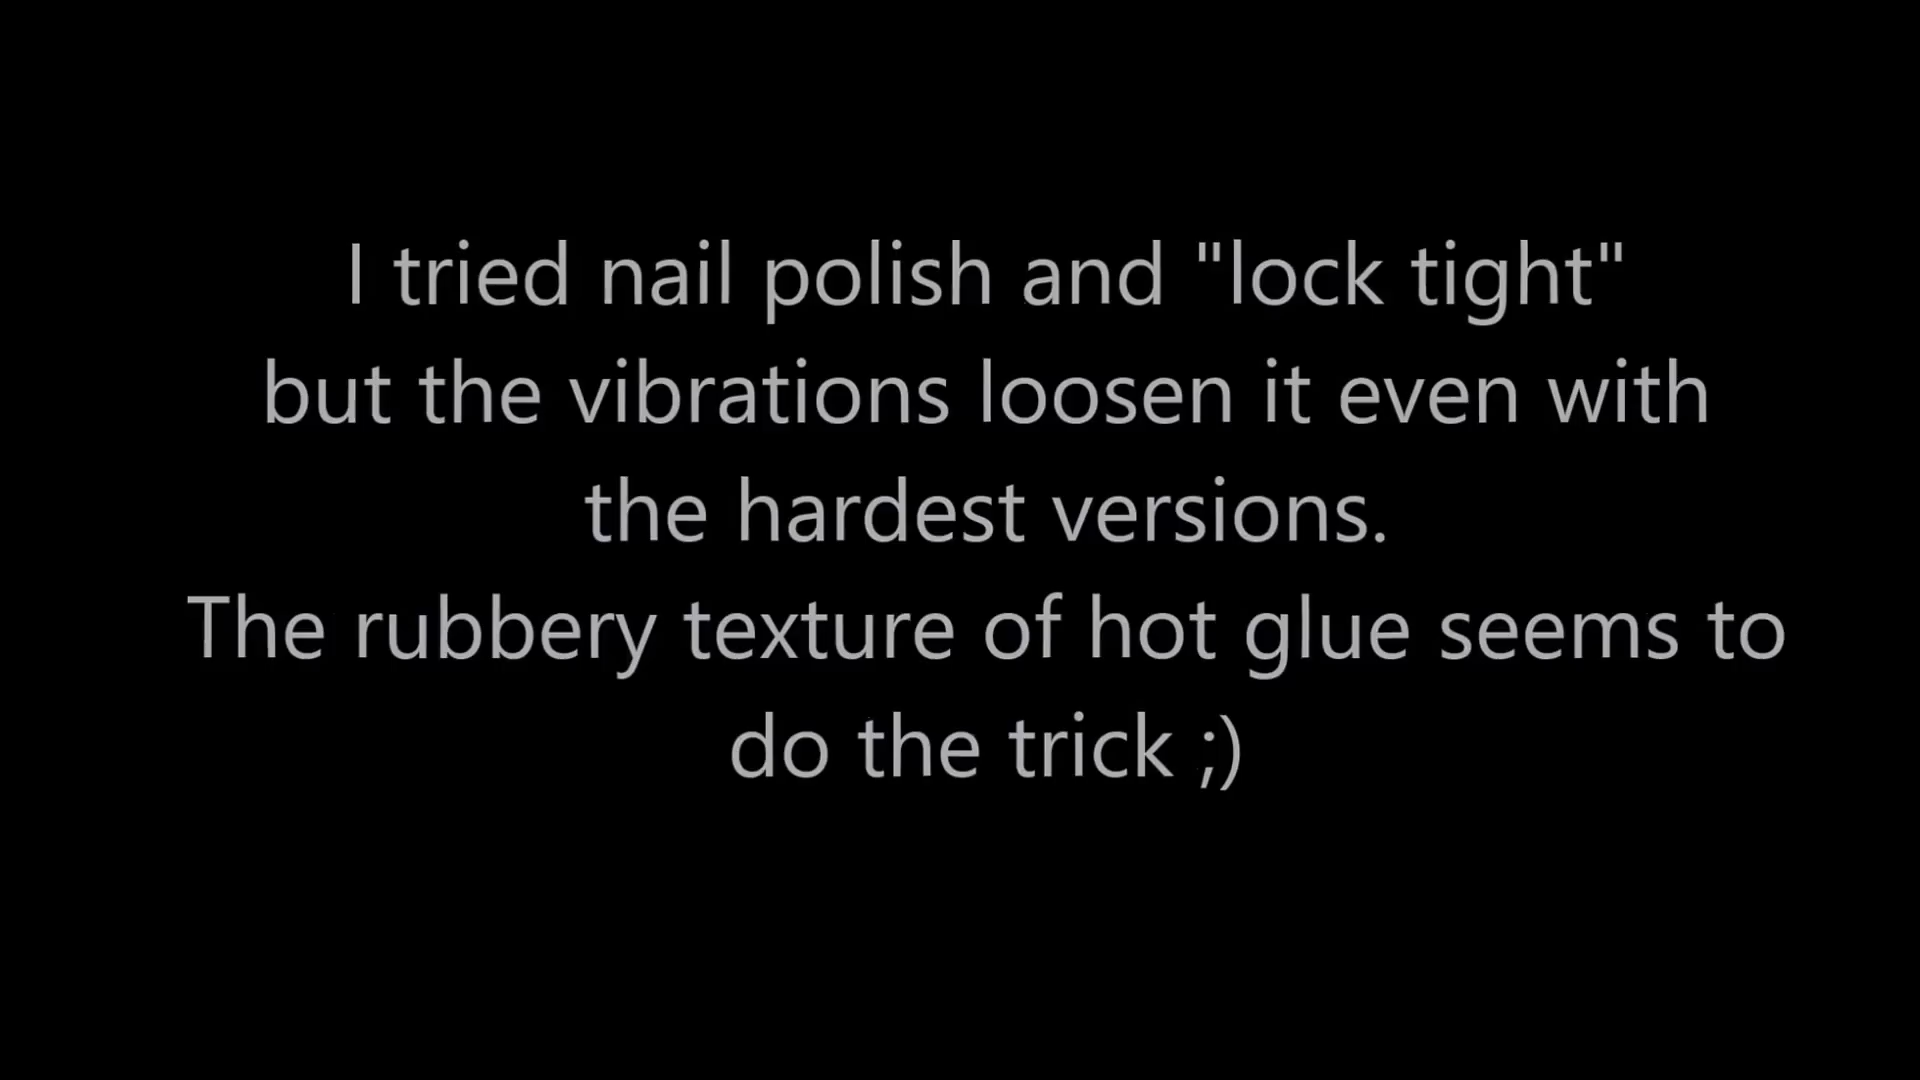 I tried nail polish and "lock tight"
but the vibrations loosen it even with
the hardest versions.
The rubbery texture of hot glue seems to
do the trick ;)